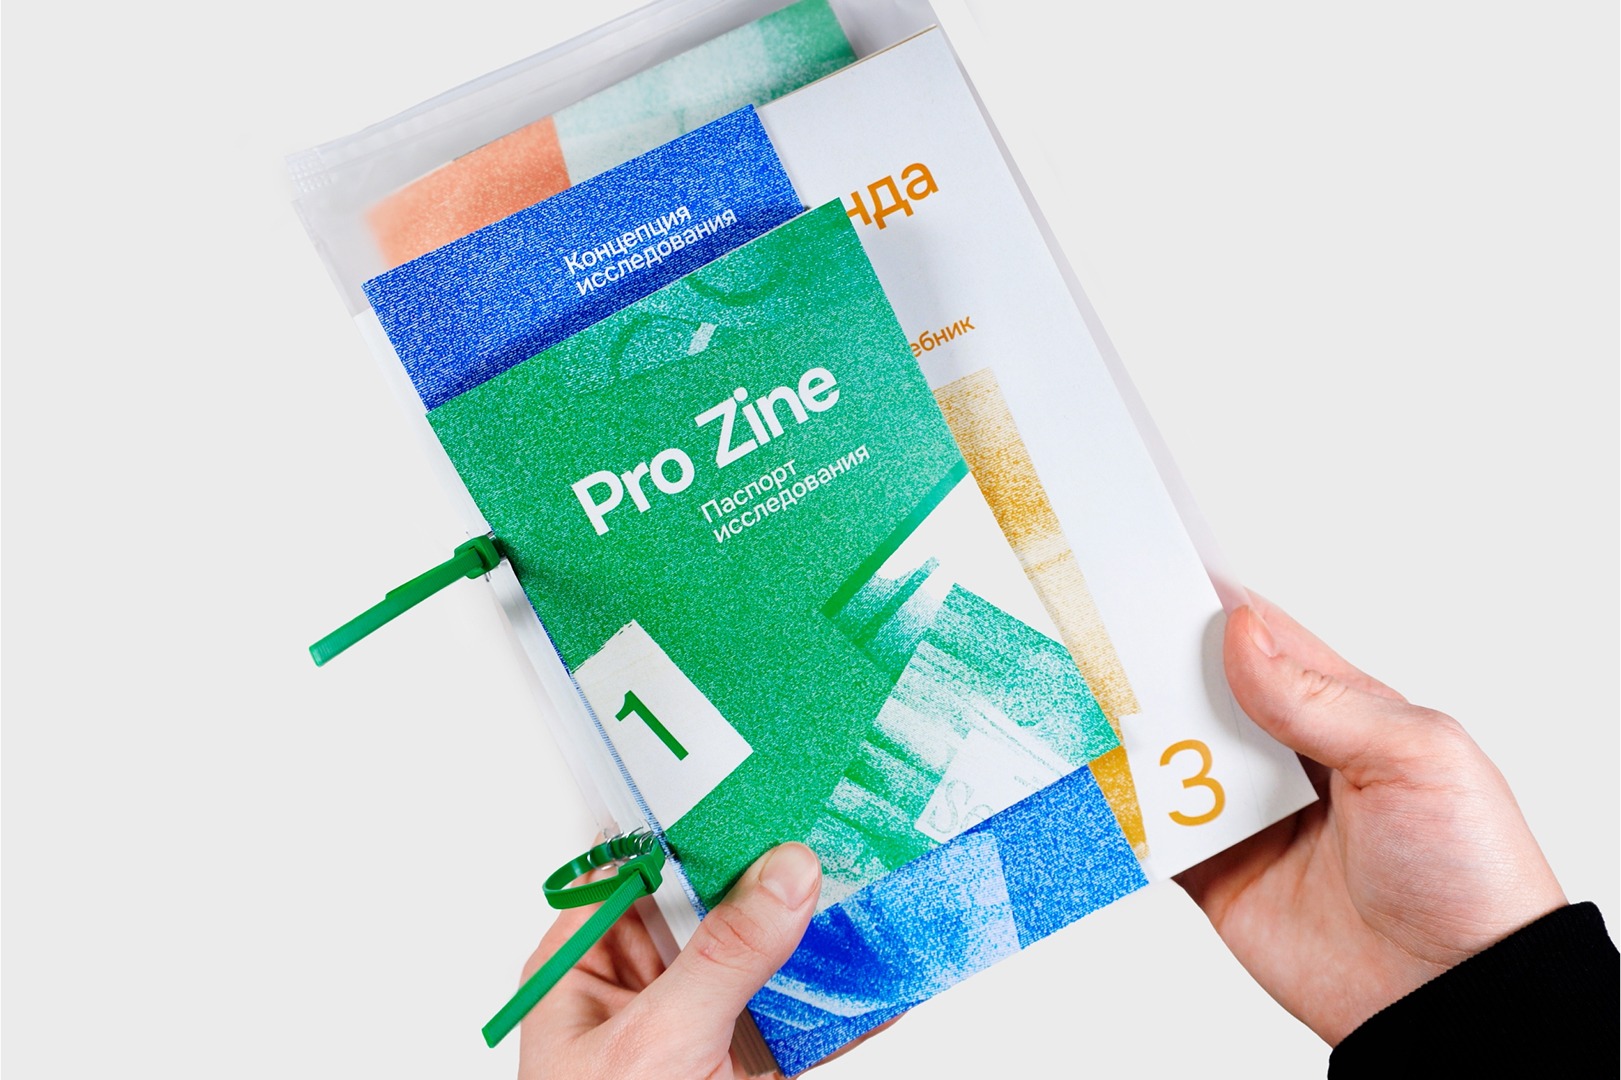 Концепция
исследования
нда
ебник
Pro Zine
Паспорт
исследования
1
3